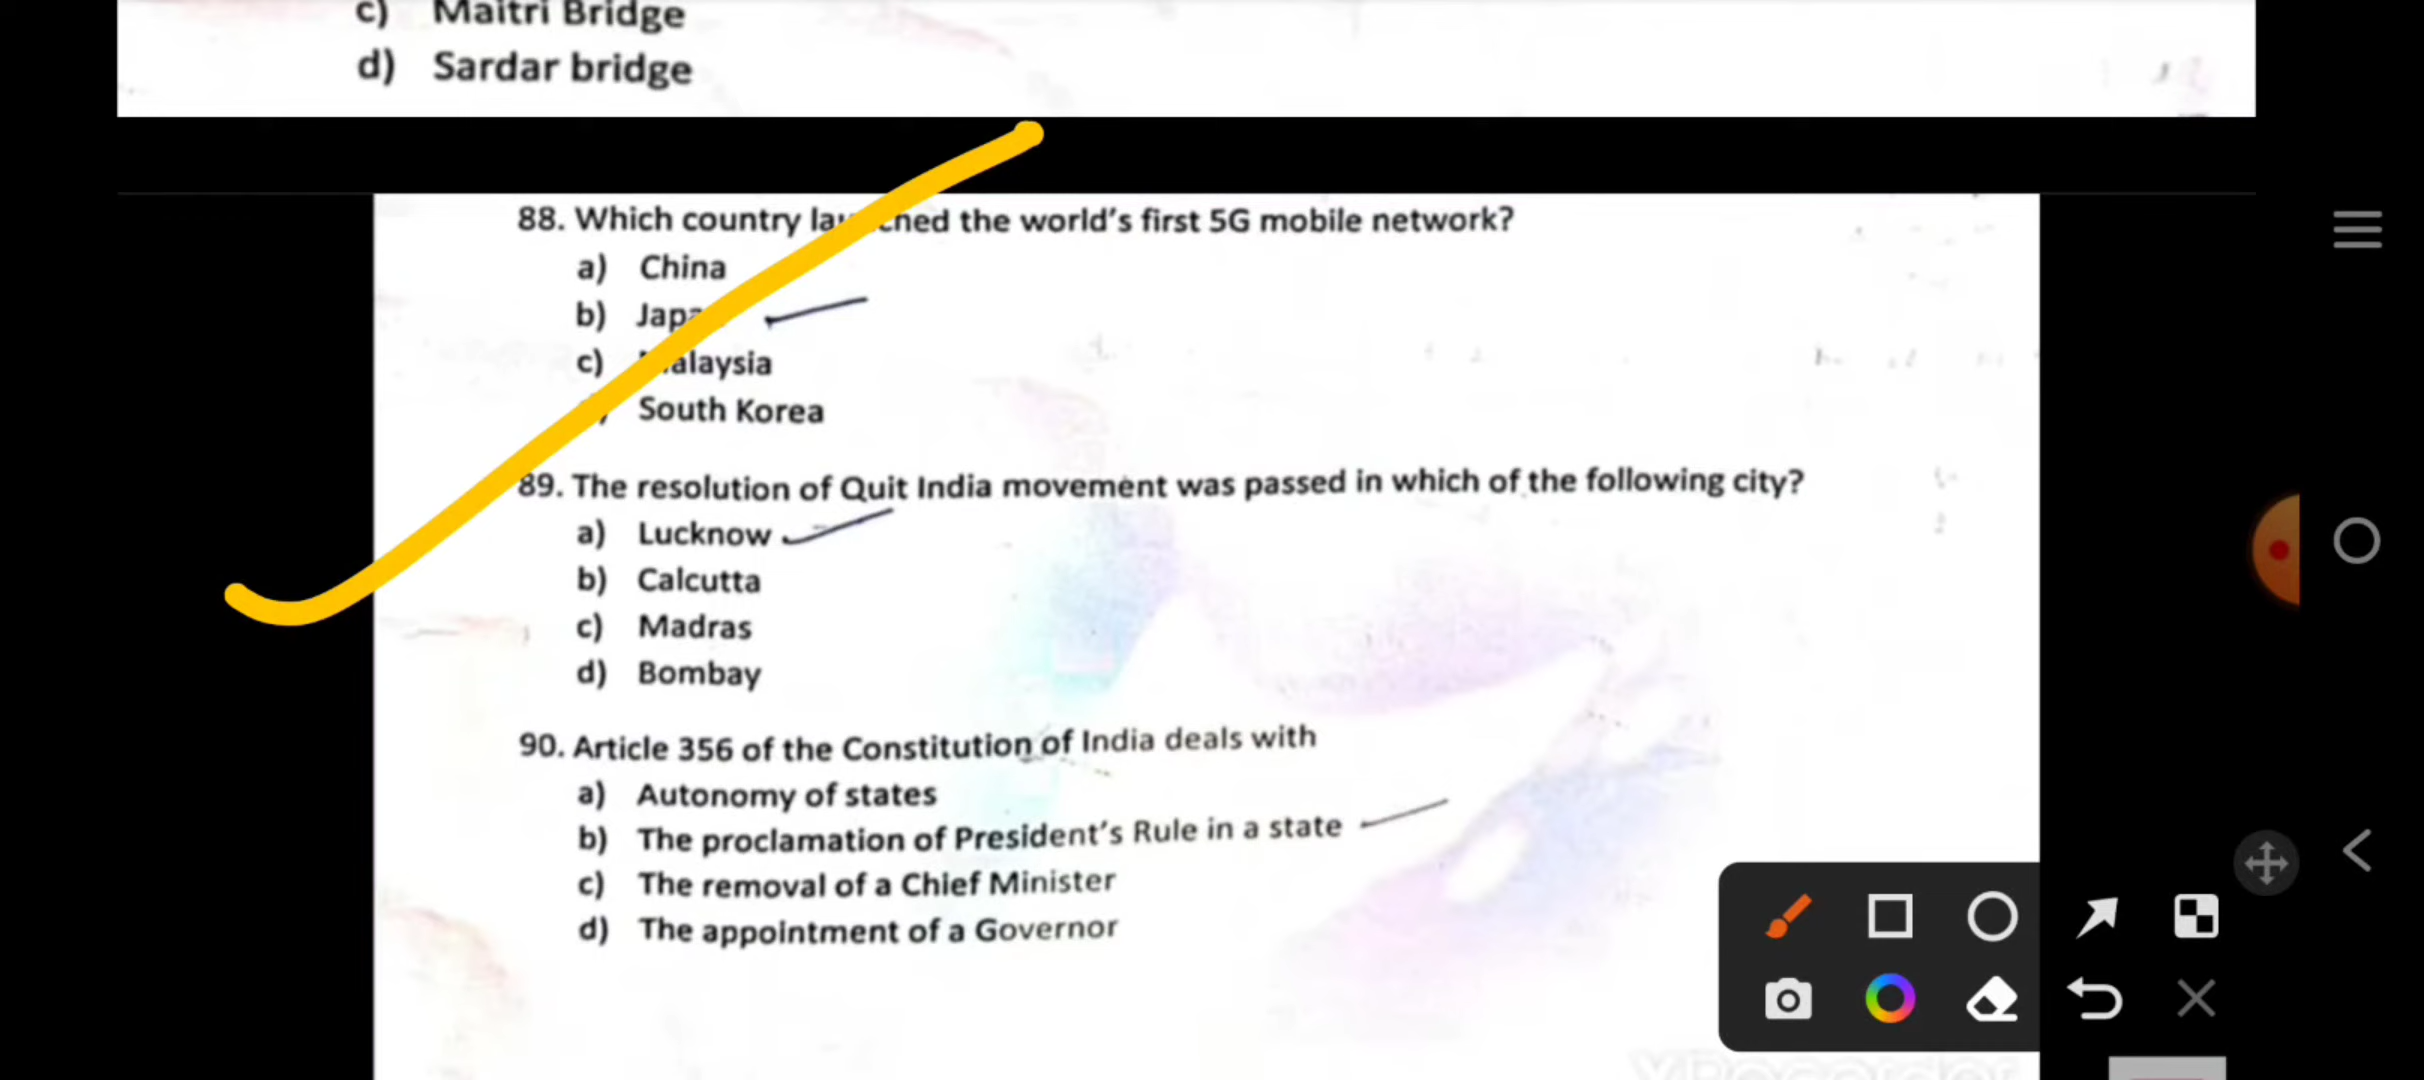 c) Maitri Bridge
d) Sardar bridge
88. Which country the world's first 5G mobile network?
a) China
b)
c) Malaysia
South Korea
89. The resolution of Quit India movement was passed in which of the following city?
a) Lucknow
b) Calcutta
c) Madras
d) Bombay
90. Article 356 of the Constitution of India deals with
a) Autonomy of states
b) The proclamation of President's Rule in a state
c) The removal of a Chief Minister
d) The appointment of a Governor